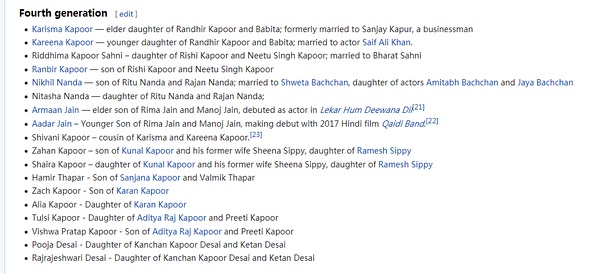 Fourth generation [ edit ]
Karisma Kapoor — elder daughter of Randhir Kapoor and Babita; formerly married to Sanjay Kapur, a businessman
Kareena Kapoor — younger daughter of Randhir Kapoor and Babita; married to actor Saif Ali Khan.
Riddhima Kapoor Sahni – daughter of Rishi Kapoor and Neetu Singh Kapoor; married to Bharat Sahni
Ranbir Kapoor — son of Rishi Kapoor and Neetu Singh Kapoor
Nikhil Nanda – son of Ritu Nanda and Rajan Nanda; married to Shweta Bachchan, daughter of actors Amitabh Bachchan and Jaya Bachchan
Nitasha Nanda — daughter of Ritu Nanda and Rajan Nanda;
Armaan Jain — elder son of Rima Jain and Manoj Jain, debuted as actor in Lekar Hum Deewana Dil[21]
Aadar Jain – Younger Son of Rima Jain and Manoj Jain, making debut with 2017 Hindi film Qaidi Band.[22]
Shivani Kapoor – cousin of Karisma and Kareena Kapoor.[23]
Zahan Kapoor – son of Kunal Kapoor and his former wife Sheena Sippy, daughter of Ramesh Sippy
Shaira Kapoor – daughter of Kunal Kapoor and his former wife Sheena Sippy, daughter of Ramesh Sippy
Hamir Thapar - Son of Sanjana Kapoor and Valmik Thapar
Zach Kapoor - Son of Karan Kapoor
Alia Kapoor - Daughter of Karan Kapoor
Tulsi Kapoor - Daughter of Aditya Raj Kapoor and Preeti Kapoor
Vishwa Pratap Kapoor - Son of Aditya Raj Kapoor and Preeti Kapoor
Pooja Desai - Daughter of Kanchan Kapoor Desai and Ketan Desai
Rajrajeshwari Desai - Daughter of Kanchan Kapoor Desai and Ketan Desai